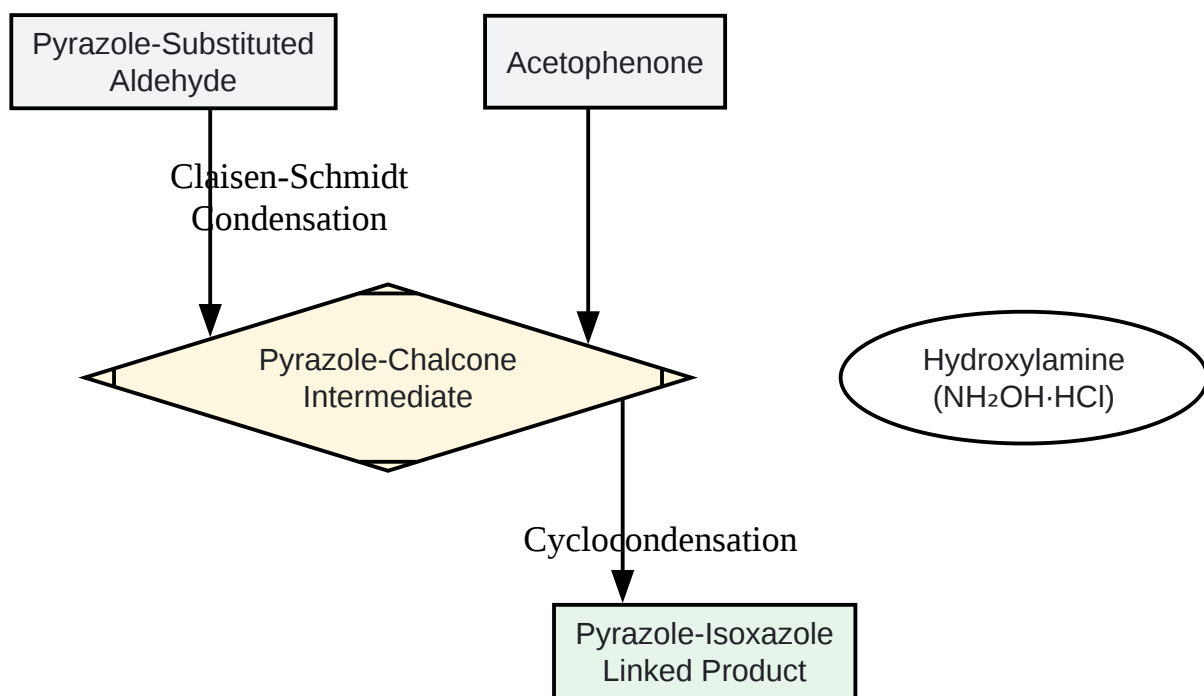 Pyrazole-Substituted
Aldehyde
Acetophenone
Claisen-Schmidt
Condensation
Pyrazole-Chalcone
Intermediate
Hydroxylamine
(NH₂OH·HCl)
Cyclocondensation
Pyrazole-Isoxazole
Linked Product